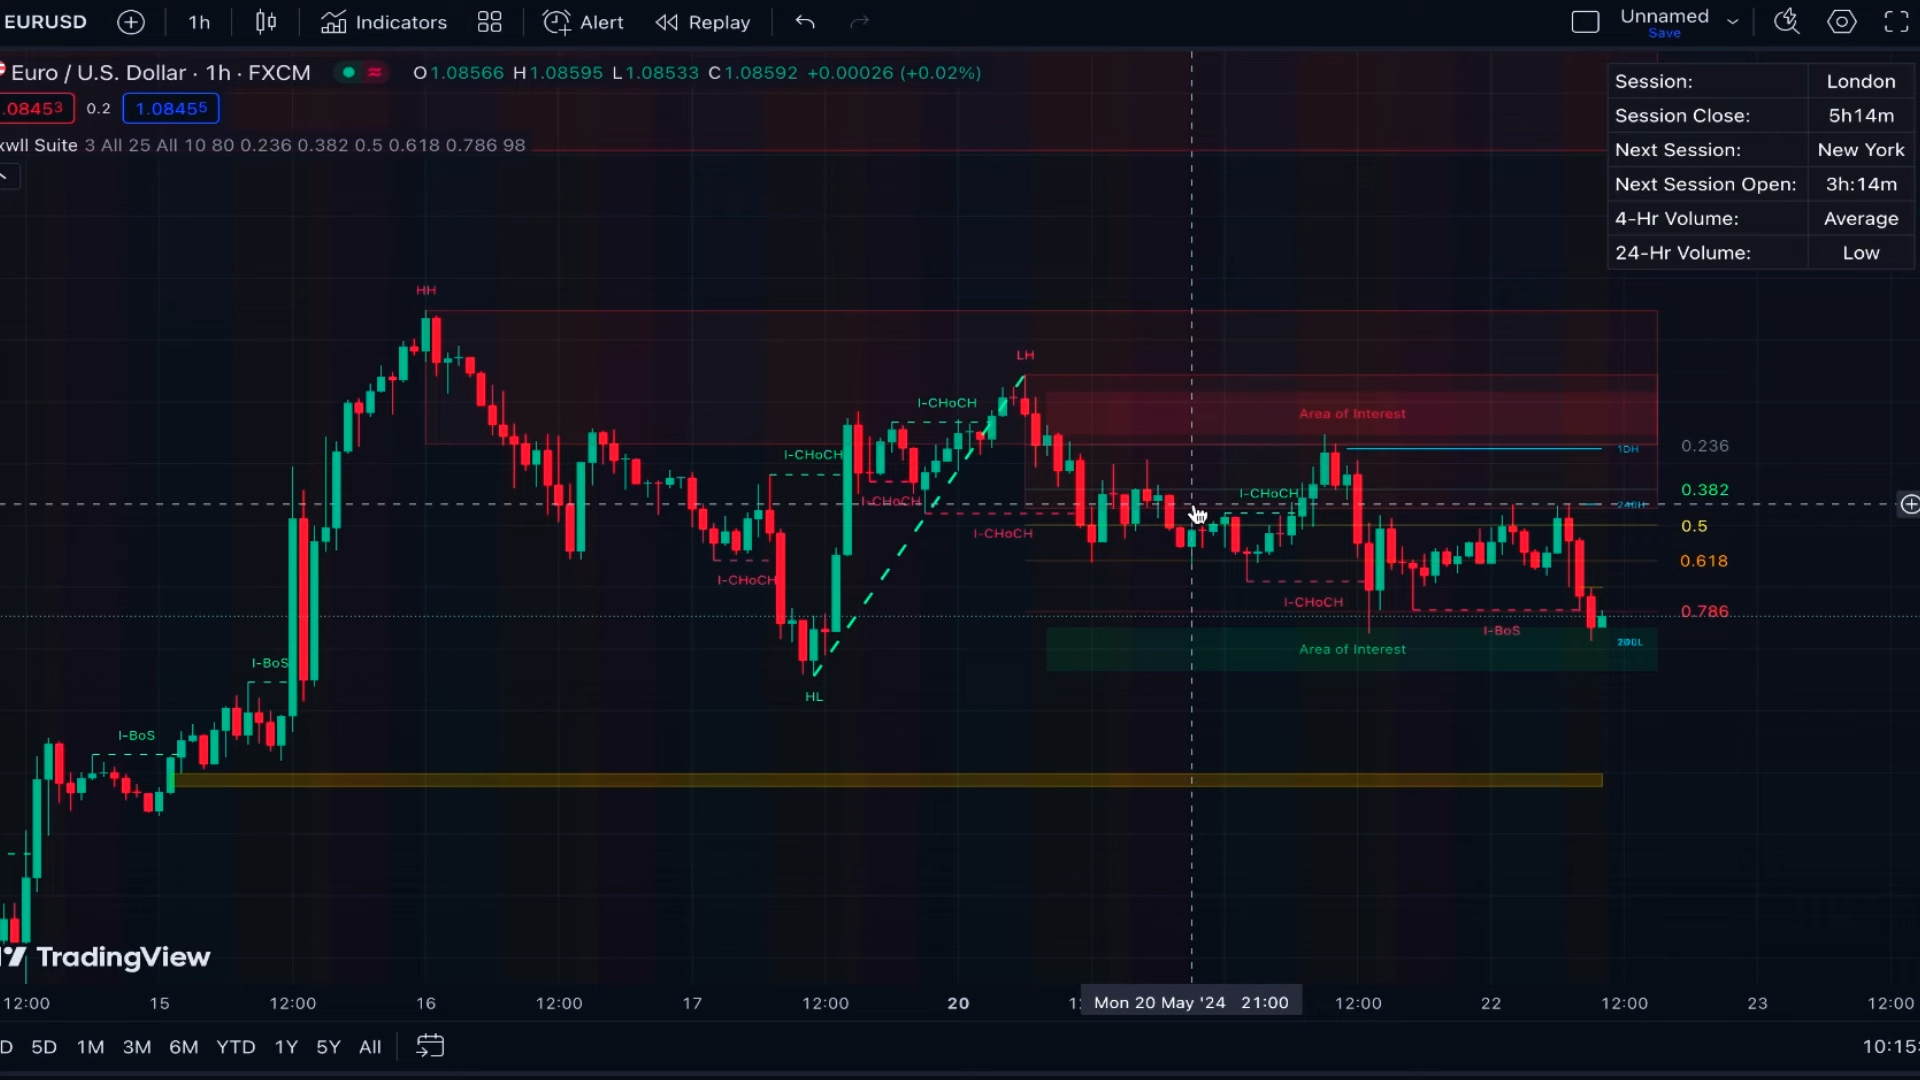 EURUSD 1h Indicators Alert Replay Unnamed
Save
Euro / U.S. Dollar · 1h · FXCM O1.08566 H1.08595 L1.08533 C1.08592 +0.00026 (+0.02%)
.08453 0.2 1.08455
xwll Suite 3 All 25 All 10 80 0.236 0.382 0.5 0.618 0.786 98
Session: London
Session Close: 5h14m
Next Session: New York
Next Session Open: 3h:14m
4-Hr Volume: Average
24-Hr Volume: Low
HH
LH
I-CHoCH
Area of Interest
0.236
1DH
I-CHoCH
0.382
I-CHoCH
I-CHoCH
0.5
I-CHoCH
0.618
I-CHoCH
I-CHoCH
0.786
I-BoS
Area of Interest
I-BoS
HL
I-BoS
TradingView
12:00 15 12:00 16 12:00 17 12:00 20 Mon 20 May '24 21:00 12:00 22 12:00 23 12:00
D 5D 1M 3M 6M YTD 1Y 5Y All 10:15: